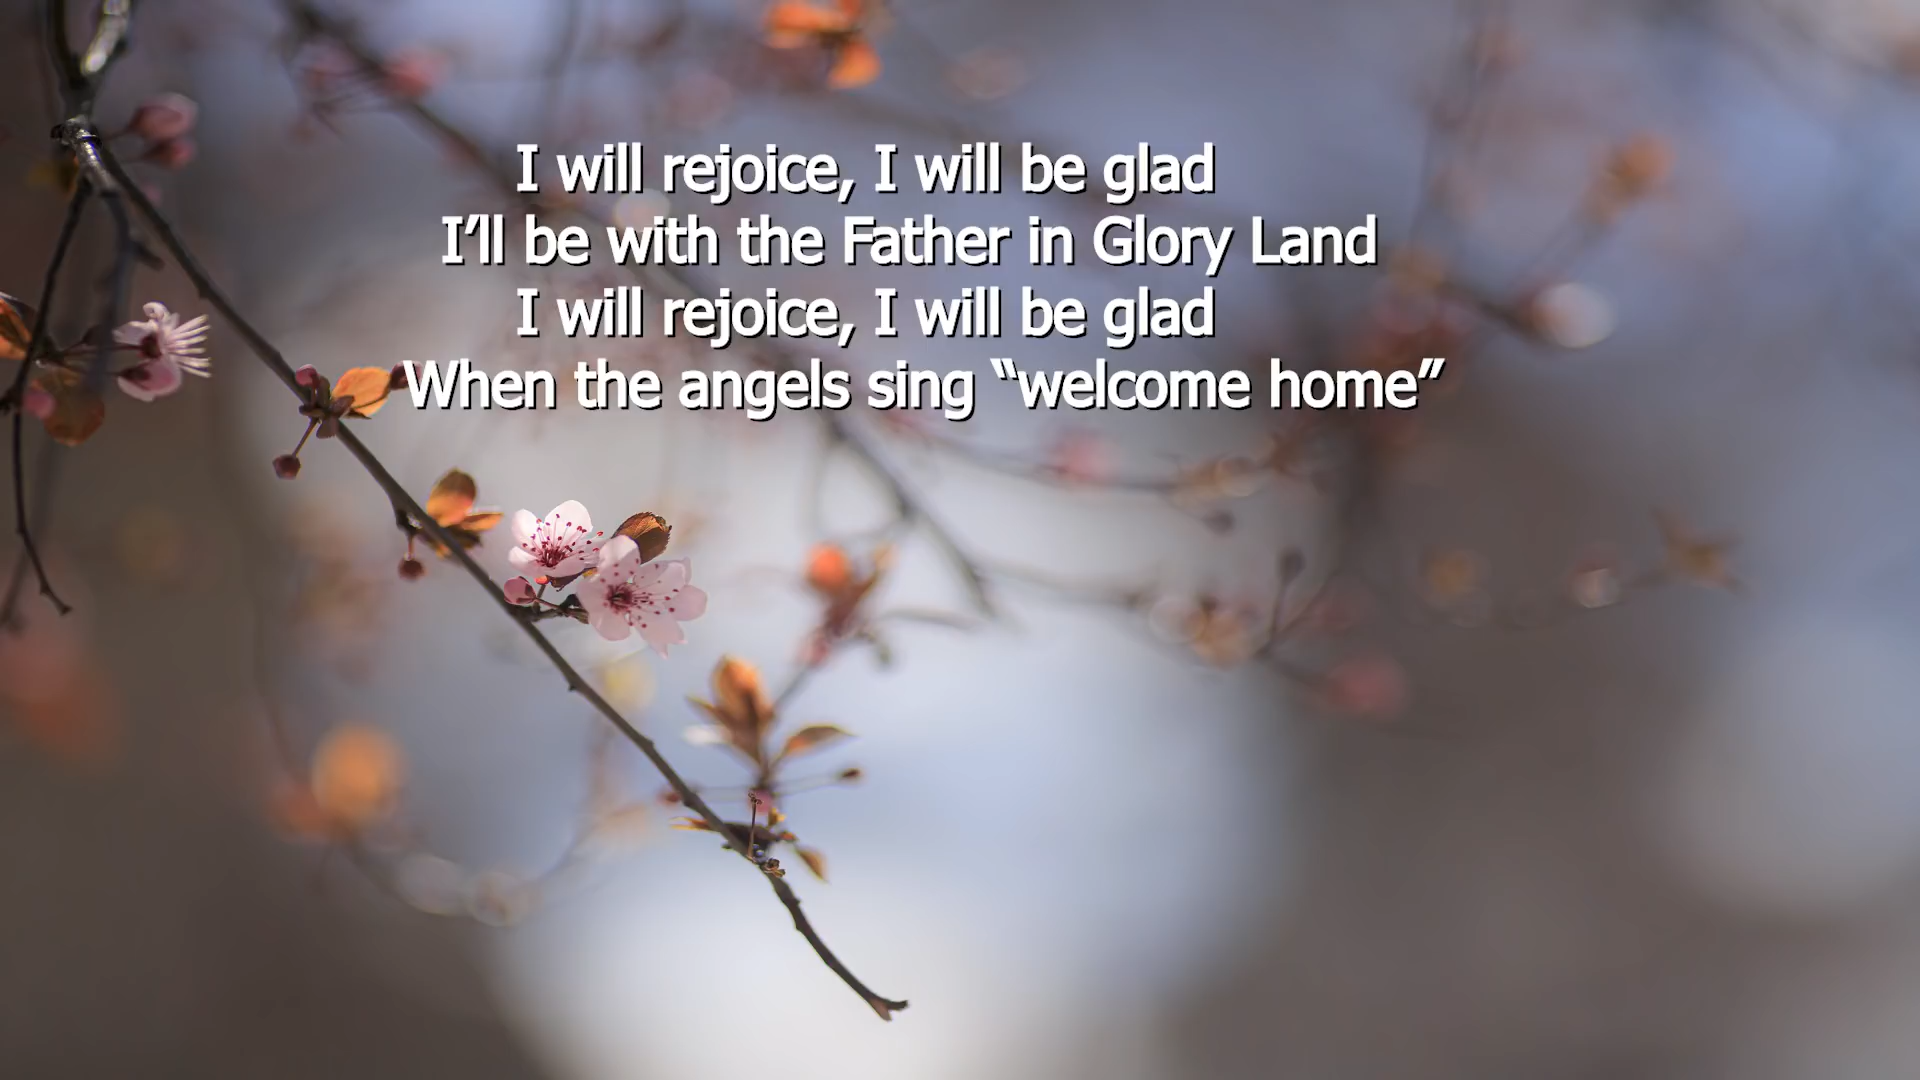 I will rejoice, I will be glad
I’ll be with the Father in Glory Land
I will rejoice, I will be glad
When the angels sing “welcome home”